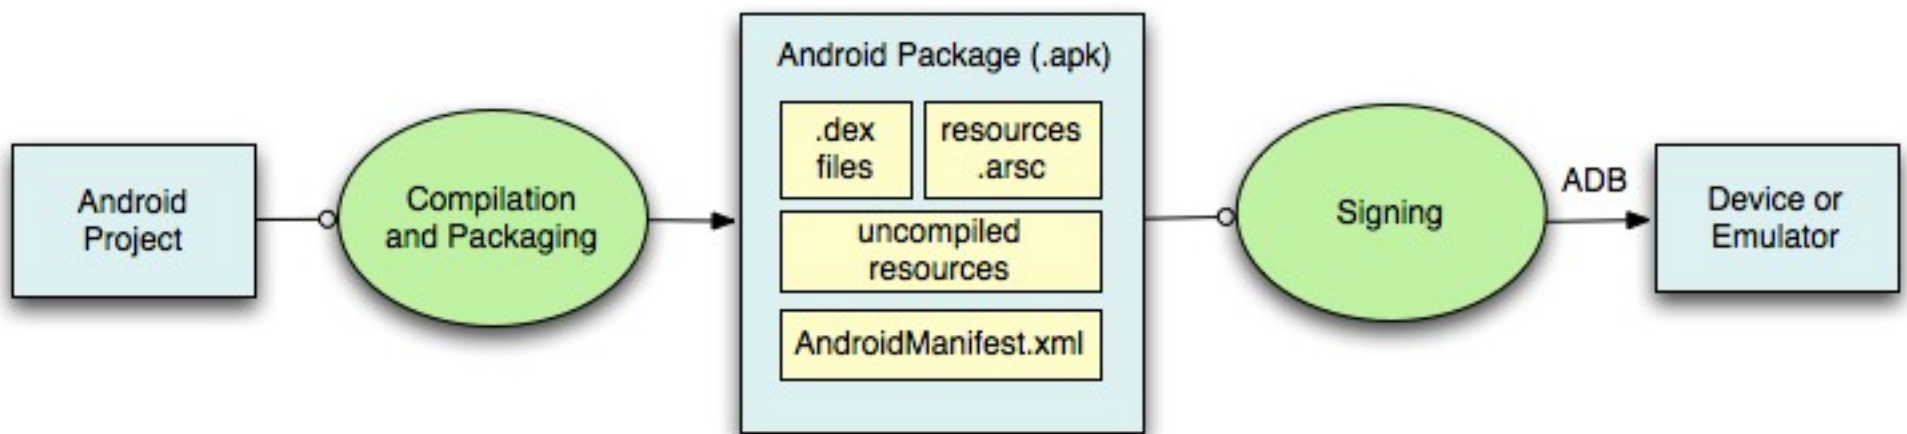 Android
Project
Compilation
and Packaging
Android Package (.apk)
.dex
files
resources
.arsc
uncompiled
resources
AndroidManifest.xml
Signing
ADB
Device or
Emulator